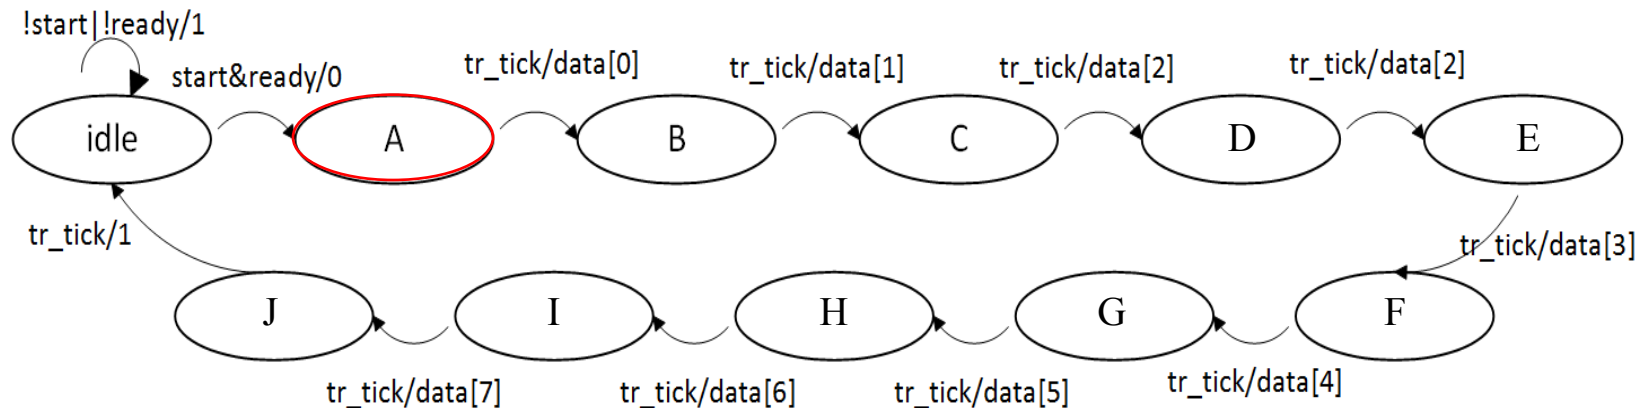 !start|!ready/1
start&ready/0
tr_tick/data[0]
tr_tick/data[1]
tr_tick/data[2]
tr_tick/data[2]
idle
A
B
C
D
E
tr_tick/1
tr_tick/data[3]
J
I
H
G
F
tr_tick/data[7]
tr_tick/data[6]
tr_tick/data[5]
tr_tick/data[4]